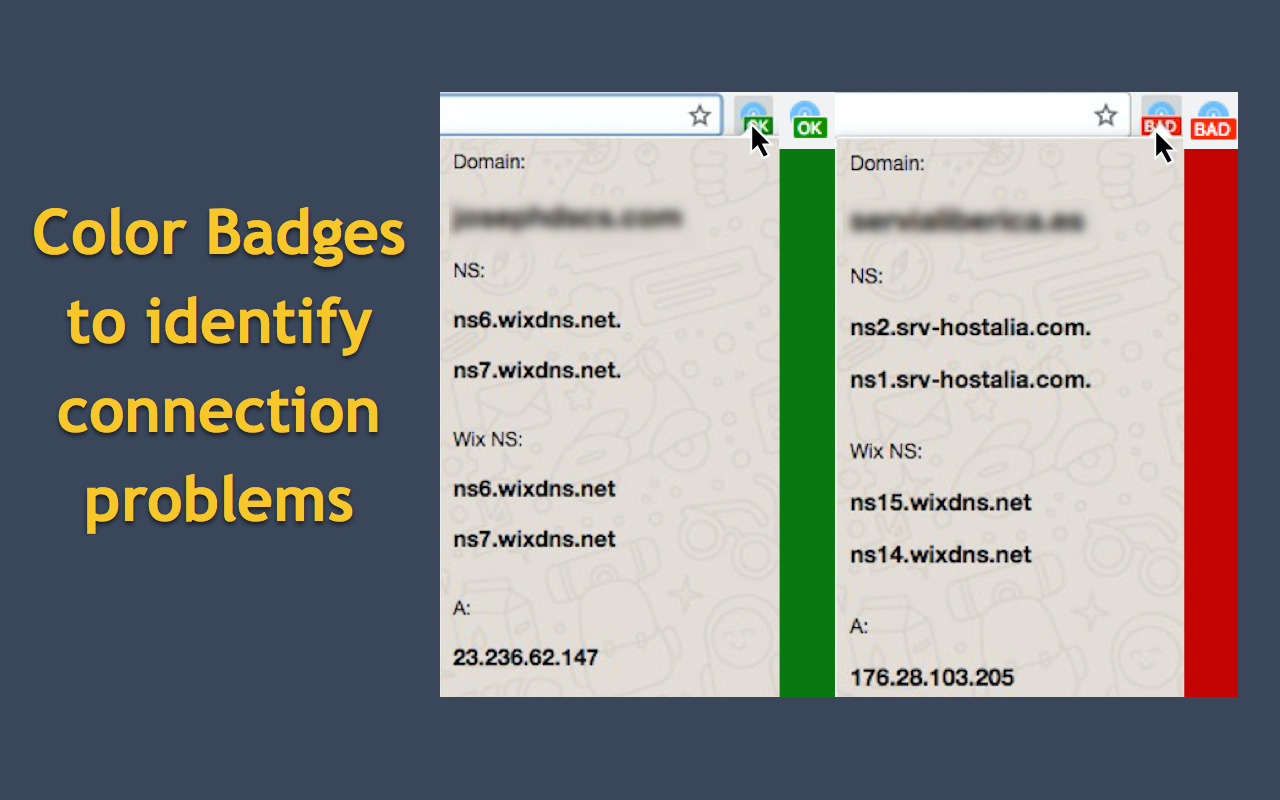 Color Badges
to identify
connection
problems
OK
OK
Domain:
NS:
ns6.wixdns.net.
ns7.wixdns.net.
Wix NS:
ns6.wixdns.net
ns7.wixdns.net
A:
23.236.62.147
BAD
BAD
Domain:
NS:
ns2.srv-hostalia.com.
ns1.srv-hostalia.com.
Wix NS:
ns15.wixdns.net
ns14.wixdns.net
A:
176.28.103.205